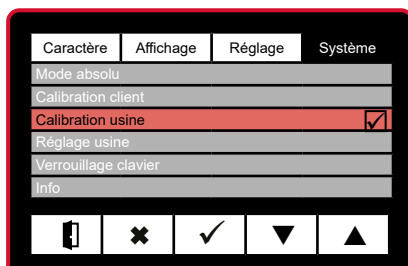 Caractère Affichage Réglage Système
Mode absolu
Calibration client
Calibration usine
Réglage usine
Verrouillage clavier
Info